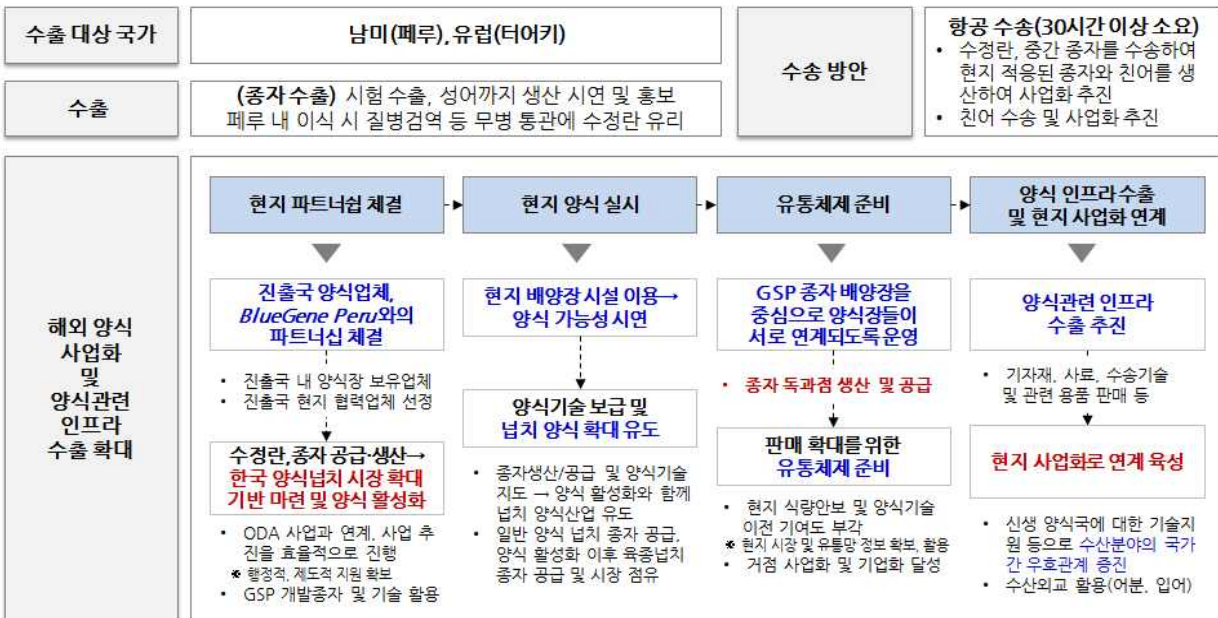 수출 대상 국가
남미(페루), 유럽(터어키)
수출
(종자 수출) 시험 수출, 성어까지 생산 시연 및 홍보
페루 내 이식 시 질병검역 등 무병 통관에 수정란 유리
수송 방안
항공 수송(30시간 이상 소요)
• 수정란, 중간 종자를 수송하여
현지 적응된 종자와 친어를 생
산하여 사업화 추진
• 친어 수송 및 사업화 추진
해외 양식
사업화
및
양식관련
인프라
수출 확대
현지 파트너쉽 체결
진출국 양식업체,
BlueGene Peru와의
파트너십 체결
• 진출국 내 양식장 보유업체
• 진출국 현지 협력업체 선정
수정란,종자 공급·생산→
한국 양식넙치 시장 확대
기반 마련 및 양식 활성화
• ODA 사업과 연계, 사업 추
진을 효율적으로 진행
※ 행정적, 제도적 지원 확보
• GSP 개발종자 및 기술 활용
현지 양식 실시
현지 배양장 시설 이용→
양식 가능성 시연
양식기술 보급 및
넙치 양식 확대 유도
• 종자생산/공급 및 양식기술
지도 → 양식 활성화와 함께
넙치 양식산업 유도
• 일반 양식 넙치 종자 공급,
양식 활성화 이후 육종넙치
종자 공급 및 시장 점유
유통체제 준비
GSP 종자 배양장을
중심으로 양식장들이
서로 연계되도록 운영
• 종자 독과점 생산 및 공급
판매 확대를 위한
유통체제 준비
• 현지 식량안보 및 양식기술
이전 기여도 부각
※ 현지 시장 및 유통망 정보 확보, 활용
• 거점 사업화 및 기업화 달성
양식 인프라 수출
및 현지 사업화 연계
양식관련 인프라
수출 추진
• 기자재, 사료, 수송기술
및 관련 용품 판매 등
현지 사업화로 연계 육성
• 신생 양식국에 대한 기술지
원 등으로 수산분야의 국가
간 우호관계 증진
• 수산외교 활용(어분, 입어)